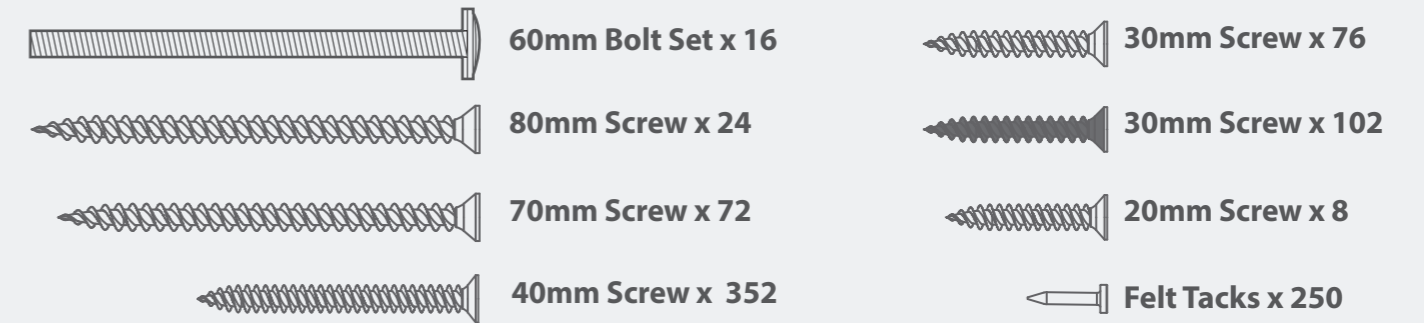 60mm Bolt Set x 16
80mm Screw x 24
70mm Screw x 72
40mm Screw x 352
30mm Screw x 76
30mm Screw x 102
20mm Screw x 8
Felt Tacks x 250